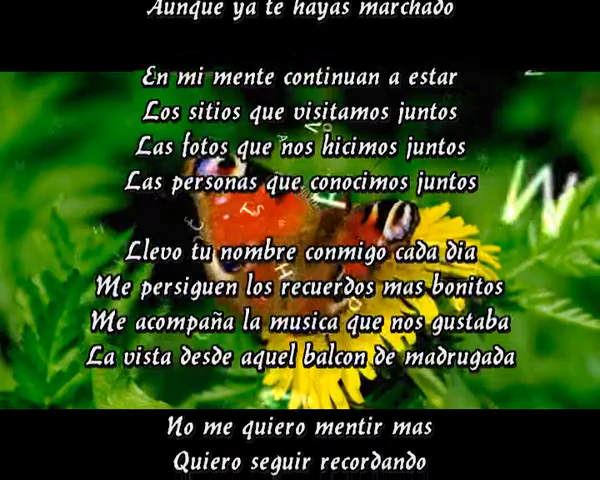 Aunque ya te hayas marchado
En mi mente continuan a estar
Los sitios que visitamos juntos
Las fotos que nos hicimos juntos
Las personas que conocimos juntos
Llevo tu nombre conmigo cada dia
Me persiguen los recuerdos mas bonitos
Me acompaña la musica que nos gustaba
La vista desde aquel balcon de madrugada
No me quiero mentir mas
Quiero seguir recordando